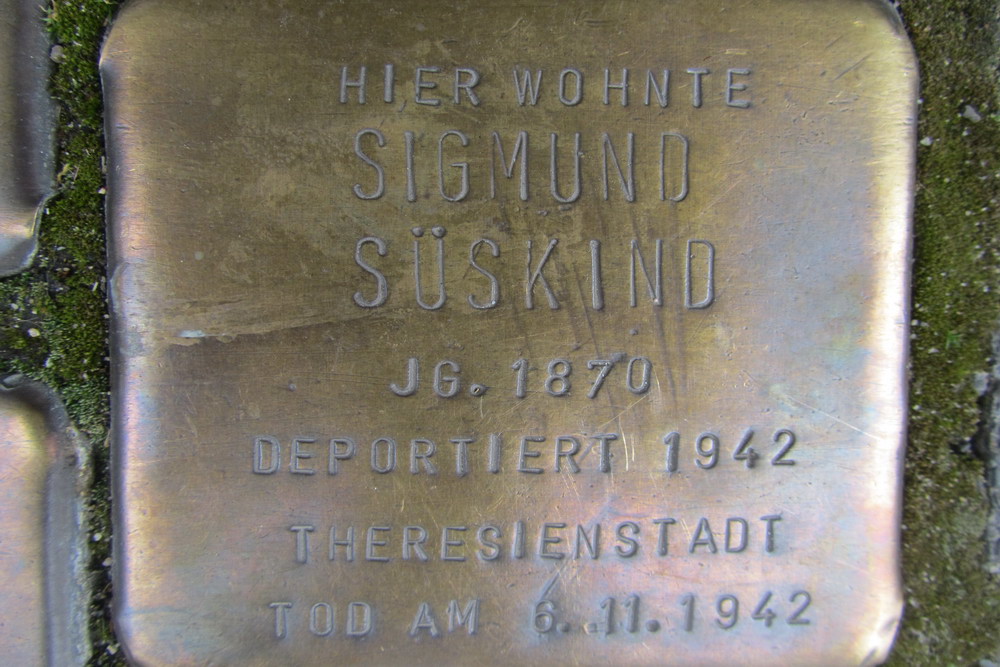 HIER WOHNTE
SIGMUND
SÜSKIND
JG. 1870
DEPORTIERT 1942
THERESIENSTADT
TOD AM 6.11.1942